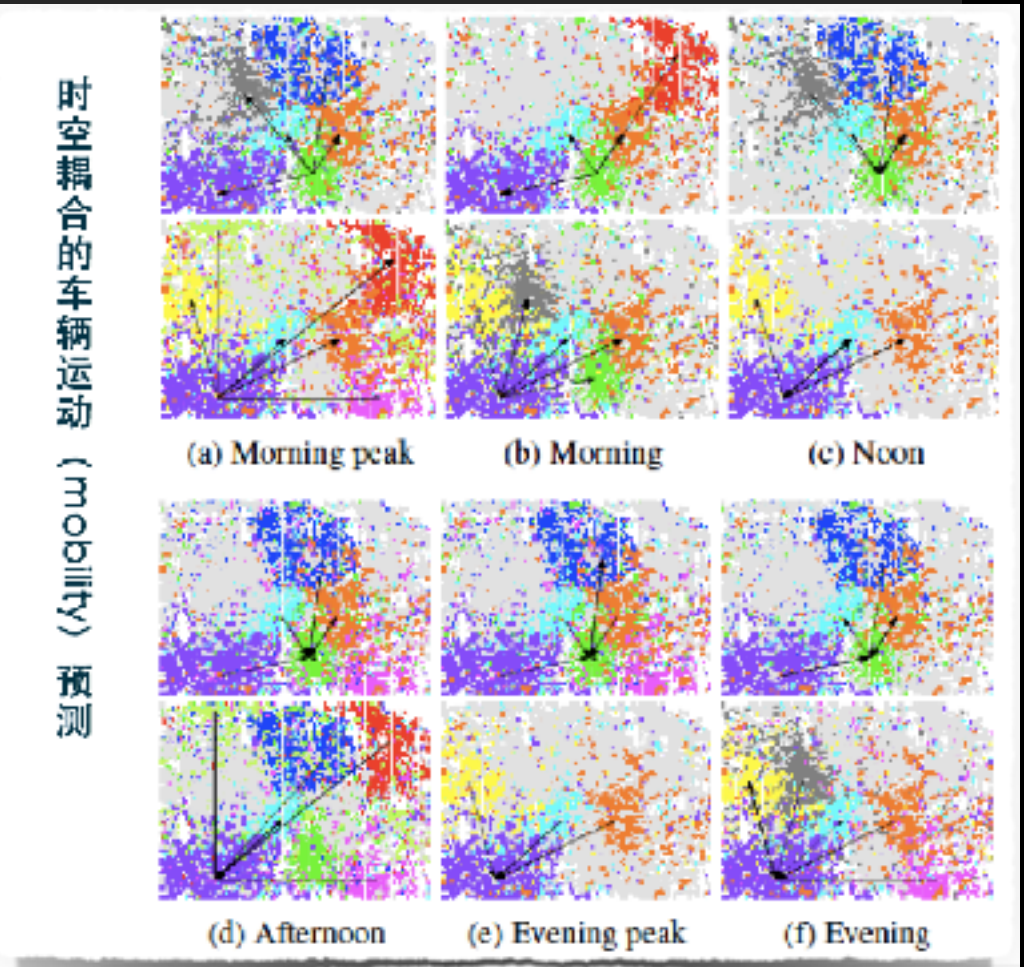 时空耦合的车辆运动（mobility）预测
(a) Morning peak
(b) Morning
(c) Noon
(d) Afternoon
(e) Evening peak
(f) Evening